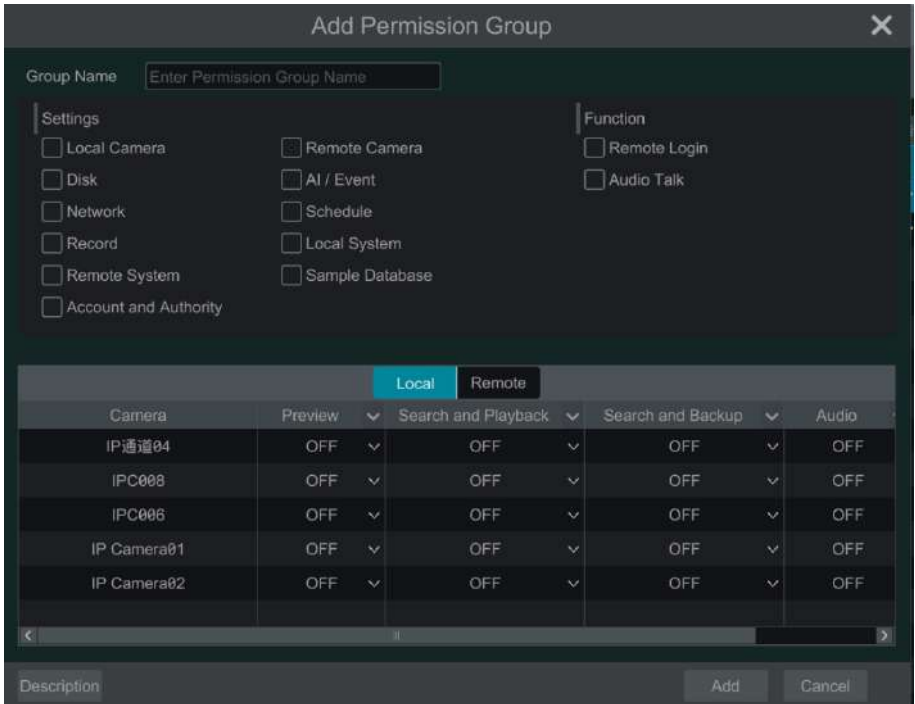 Add Permission Group
Group Name Enter Permission Group Name
Settings Function
Local Camera Remote Camera Remote Login
Disk AI / Event Audio Talk
Network Schedule
Record Local System
Remote System Sample Database
Account and Authority
Local Remote
Camera Preview Search and Playback Search and Backup Audio
IP通道04 OFF OFF OFF OFF
IPC008 OFF OFF OFF OFF
IPC006 OFF OFF OFF OFF
IP Camera01 OFF OFF OFF OFF
IP Camera02 OFF OFF OFF OFF
Description Add Cancel